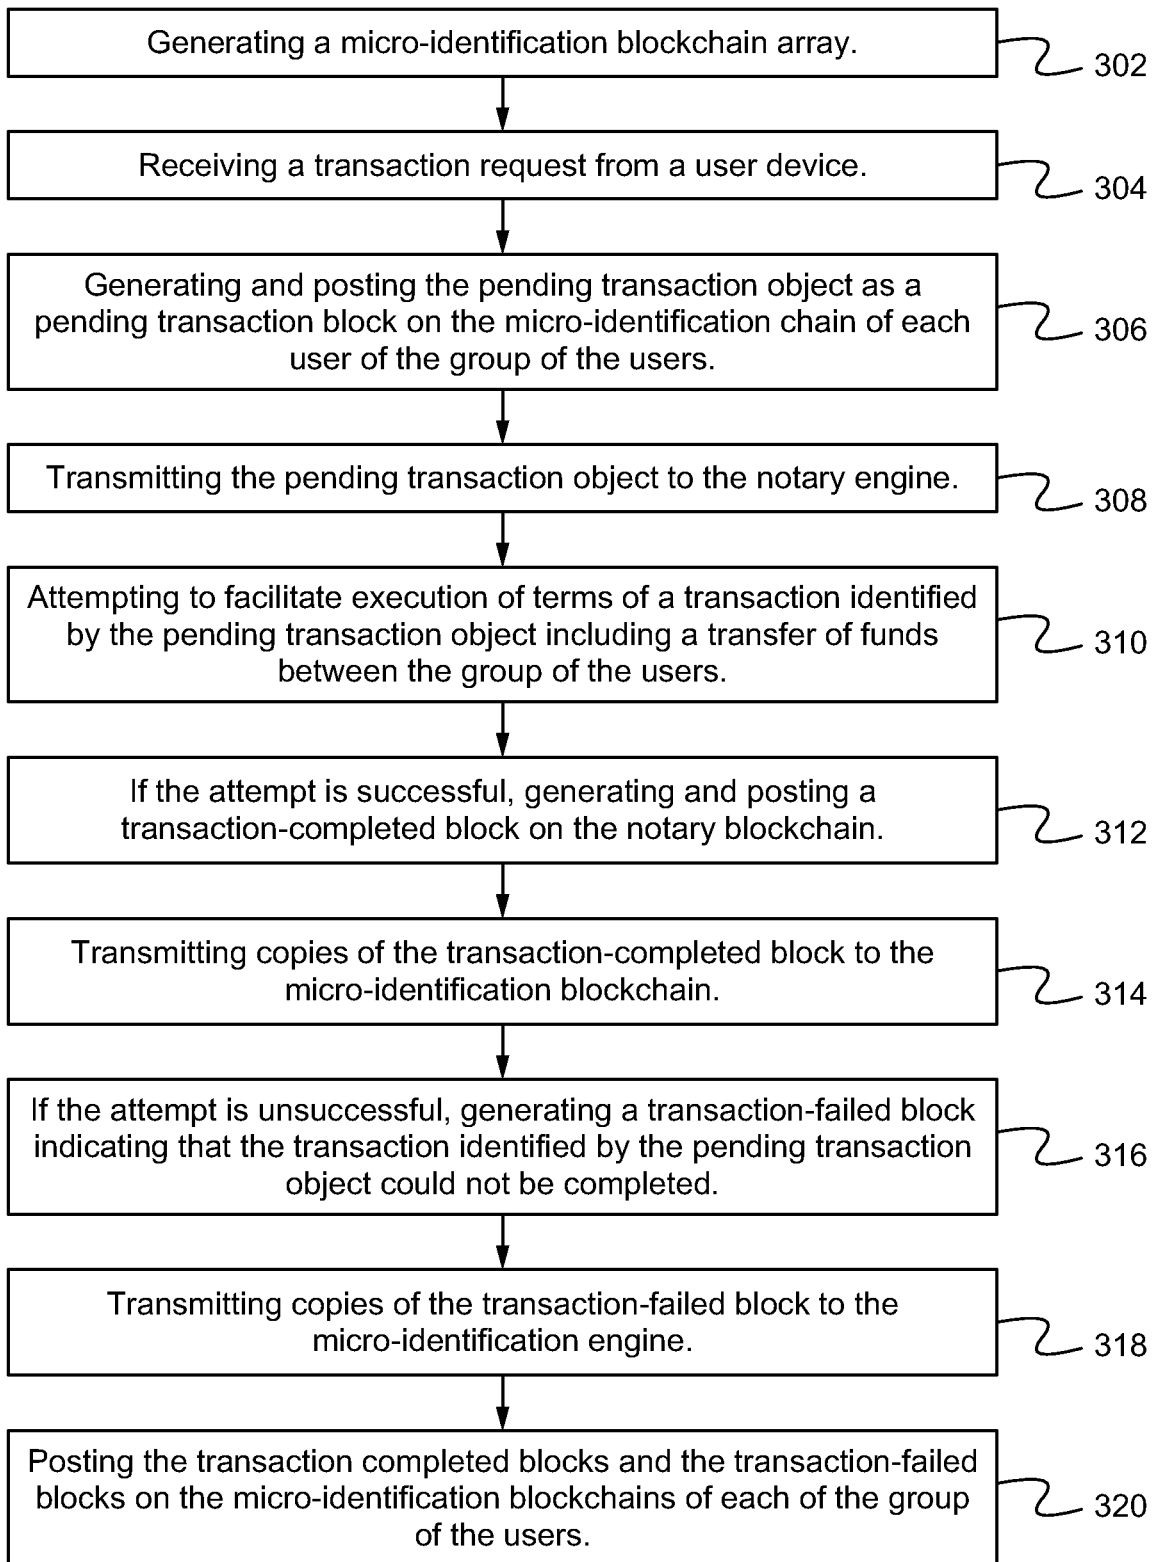 Generating a micro-identification blockchain array.
302
Receiving a transaction request from a user device.
304
Generating and posting the pending transaction object as a
pending transaction block on the micro-identification chain of each
user of the group of the users.
306
Transmitting the pending transaction object to the notary engine.
308
Attempting to facilitate execution of terms of a transaction identified
by the pending transaction object including a transfer of funds
between the group of the users.
310
If the attempt is successful, generating and posting a
transaction-completed block on the notary blockchain.
312
Transmitting copies of the transaction-completed block to the
micro-identification blockchain.
314
If the attempt is unsuccessful, generating a transaction-failed block
indicating that the transaction identified by the pending transaction
object could not be completed.
316
Transmitting copies of the transaction-failed block to the
micro-identification engine.
318
Posting the transaction completed blocks and the transaction-failed
blocks on the micro-identification blockchains of each of the group
of the users.
320